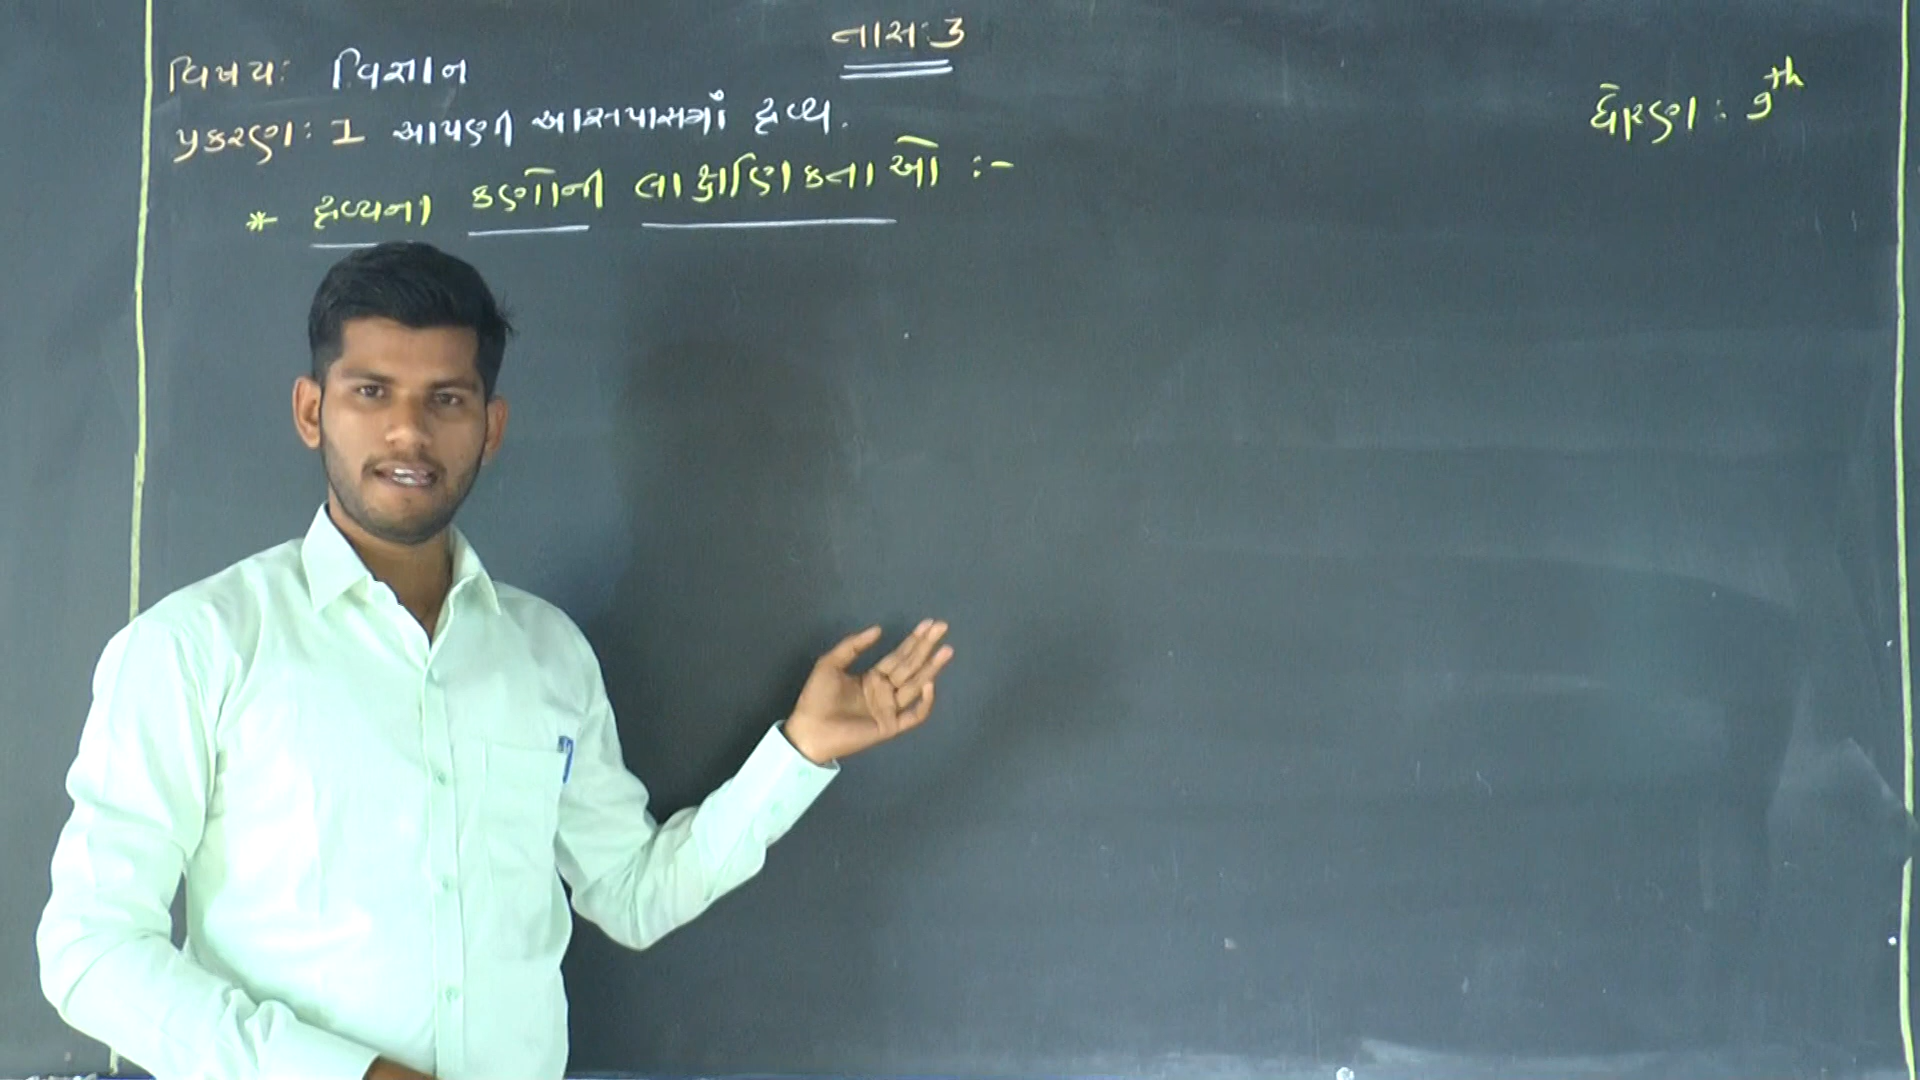 તાસ: 3
વિષય: વિજ્ઞાન
ધોરણ: 9th
પ્રકરણ: 1 આપણી આસપાસમાં દ્રવ્ય.
* દ્રવ્યના કણોની લાક્ષણિકતાઓ :-